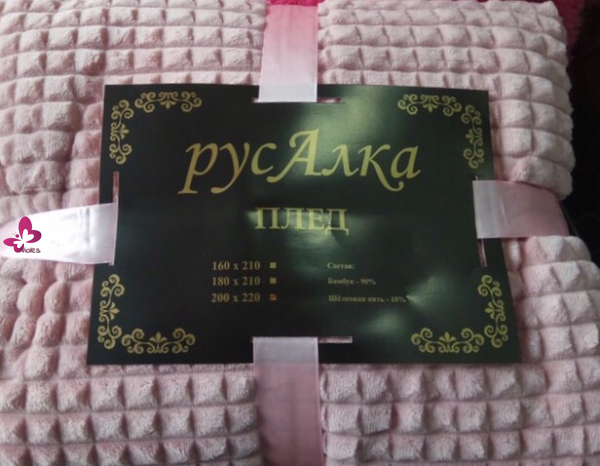 русАлка
ПЛЕД
160 х 210
180 х 210
200 х 220
Состав:
Бамбук - 90%
Шёлковая нить - 10%